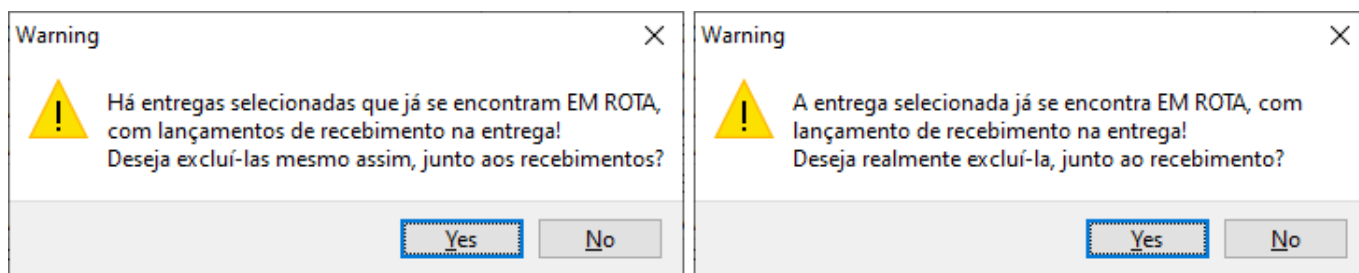 Warning
Há entregas selecionadas que já se encontram EM ROTA,
com lançamentos de recebimento na entrega!
Deseja excluí-las mesmo assim, junto aos recebimentos?
Yes
No
Warning
A entrega selecionada já se encontra EM ROTA, com
lançamento de recebimento na entrega!
Deseja realmente excluí-la, junto ao recebimento?
Yes
No